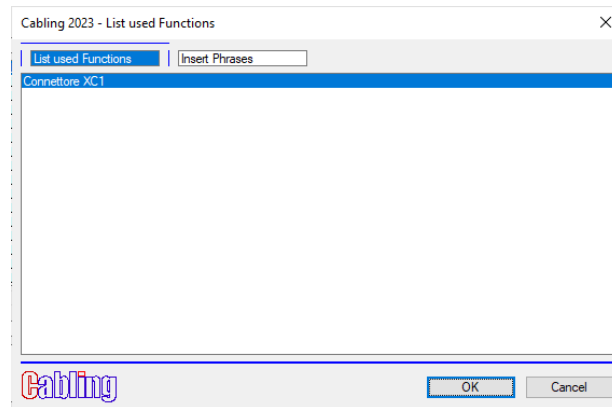 Cabling 2023 - List used Functions
List used Functions Insert Phrases
Connettore XC1
Cabling
OK Cancel